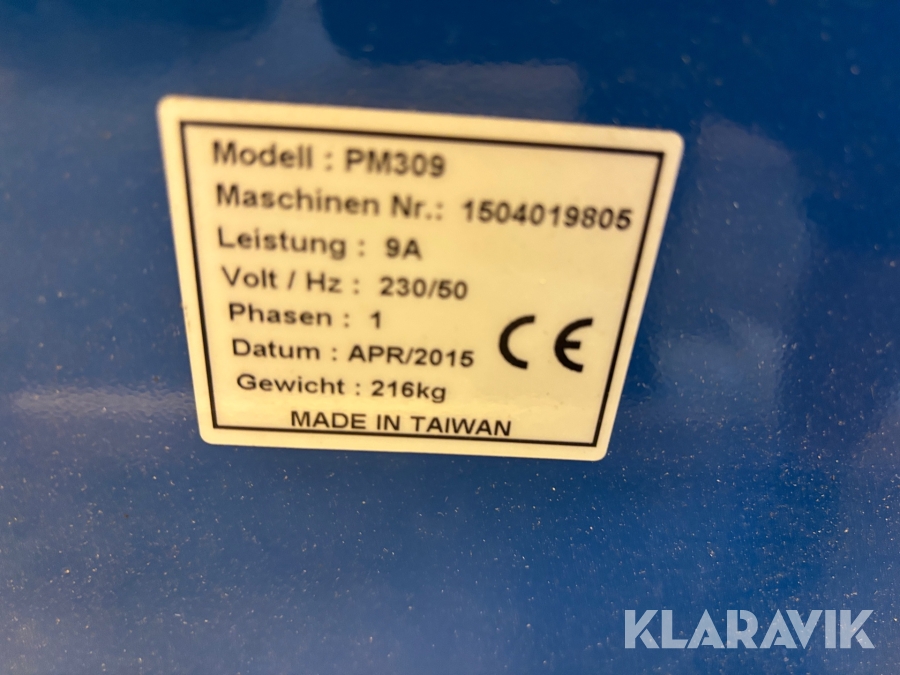 Modell : PM309
Maschinen Nr.: 1504019805
Leistung : 9A
Volt / Hz : 230/50
Phasen : 1
Datum : APR/2015
Gewicht : 216kg
CE
MADE IN TAIWAN
KLARAVIK